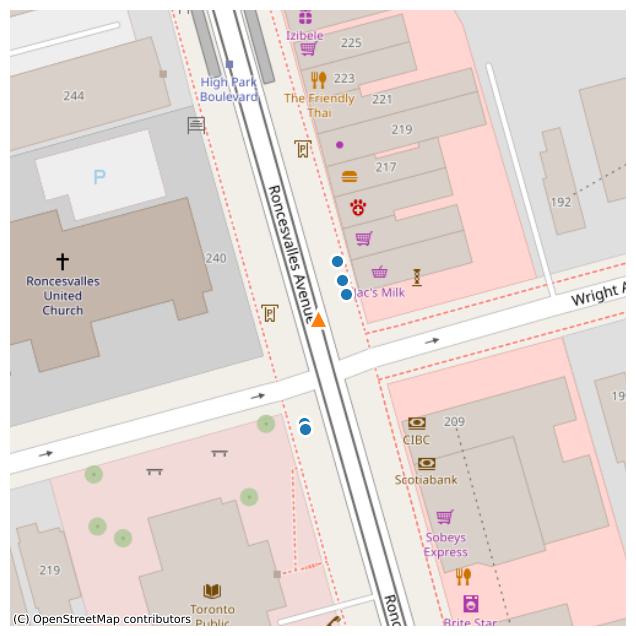 Izibele
225
223
The Friendly
Thai
221
219
217
High Park
Boulevard
244
P
192
Roncesvalles Avenue
240
Roncesvalles
United
Church
Mac's Milk
Wright A
209
CIBC
Scotiabank
19
Sobeys
Express
219
Toronto
Public
Ronc
Brite Star
(C) OpenStreetMap contributors